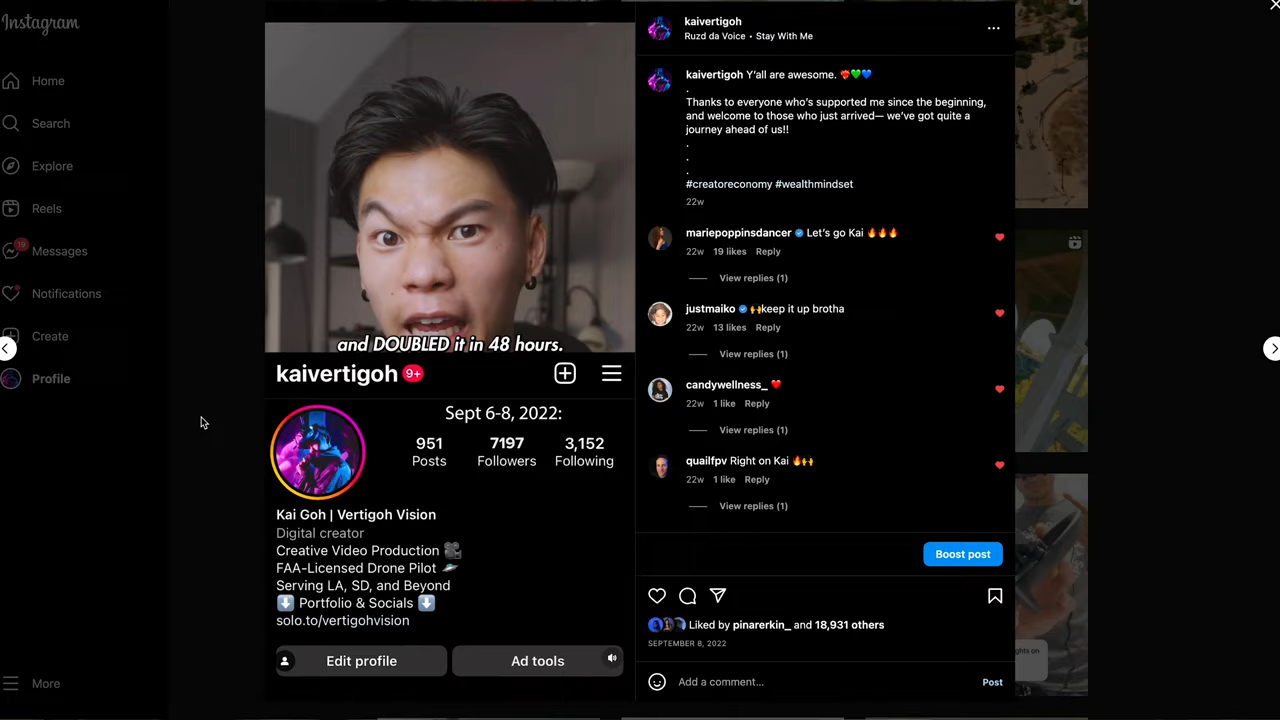 Instagram
Home
Search
Explore
Reels
19
Messages
Notifications
Create
Profile
More
and DOUBLED it in 48 hours.
kaivertigoh 9+
Sept 6-8, 2022:
951 7197 3,152
Posts Followers Following
Kai Goh | Vertigoh Vision
Digital creator
Creative Video Production 🎥
FAA-Licensed Drone Pilot 🛸
Serving LA, SD, and Beyond
⬇️ Portfolio & Socials ⬇️
solo.to/vertigohvision
Edit profile Ad tools
kaivertigoh
Ruzd da Voice • Stay With Me
kaivertigoh Y'all are awesome. ❤️‍🔥💚💙
.
Thanks to everyone who's supported me since the beginning,
and welcome to those who just arrived— we've got quite a
journey ahead of us!!
.
.
.
#creatoreconomy #wealthmindset
22w
mariepoppinsdancer Let's go Kai 🔥🔥🔥
22w 19 likes Reply
View replies (1)
justmaiko 🙌keep it up brotha
22w 13 likes Reply
View replies (1)
candywellness_ ❤️
22w 1 like Reply
View replies (1)
quailfpv Right on Kai 🔥🙌
22w 1 like Reply
View replies (1)
Boost post
Liked by pinarerkin_ and 18,931 others
SEPTEMBER 8, 2022
Add a comment...
Post
ghts on